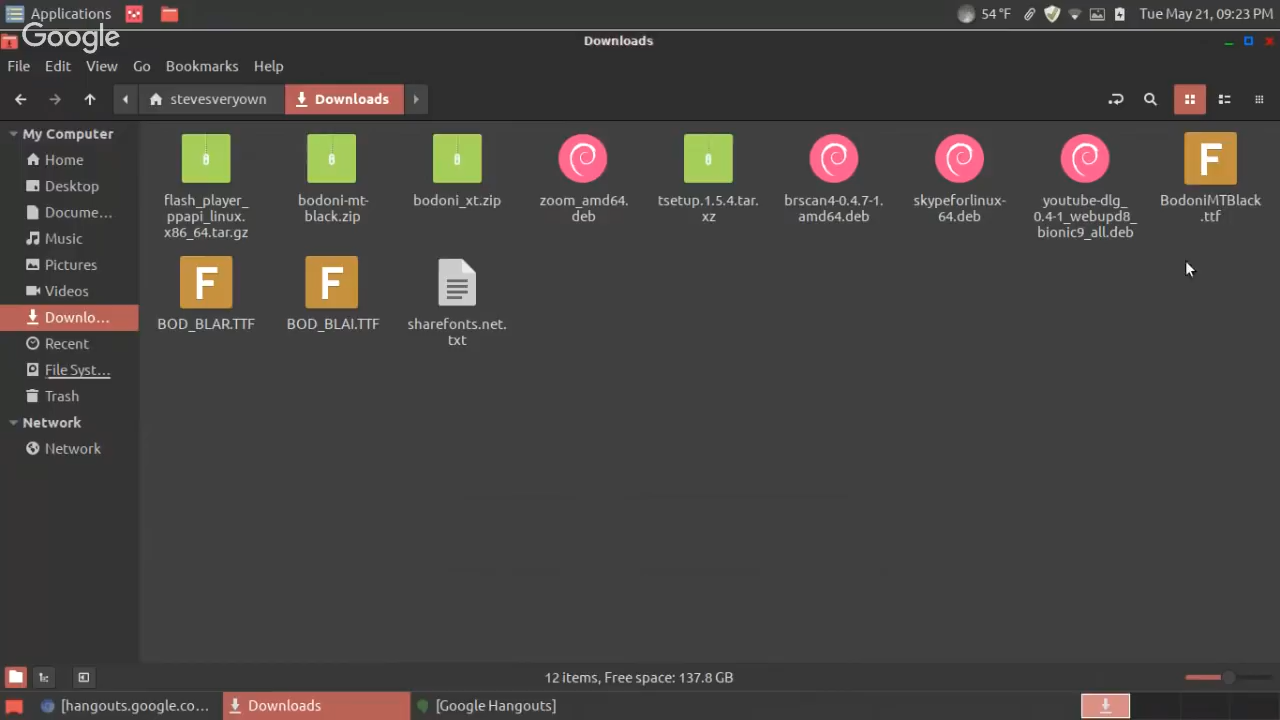 Applications
54 °F
Tue May 21, 09:23 PM
Google
Downloads
File Edit View Go Bookmarks Help
stevesveryown
Downloads
My Computer
Home
Desktop
Docume...
Music
Pictures
Videos
Downlo...
Recent
File Syst...
Trash
Network
Network
flash_player_
ppapi_linux.
x86_64.tar.gz
bodoni-mt-
black.zip
bodoni_xt.zip
zoom_amd64.
deb
tsetup.1.5.4.tar.
xz
brscan4-0.4.7-1.
amd64.deb
skypeforlinux-
64.deb
youtube-dlg_
0.4-1_webupd8_
bionic9_all.deb
BodoniMTBlack
.ttf
BOD_BLAR.TTF
BOD_BLAI.TTF
sharefonts.net.
txt
F
F
F
12 items, Free space: 137.8 GB
[hangouts.google.co...
Downloads
[Google Hangouts]